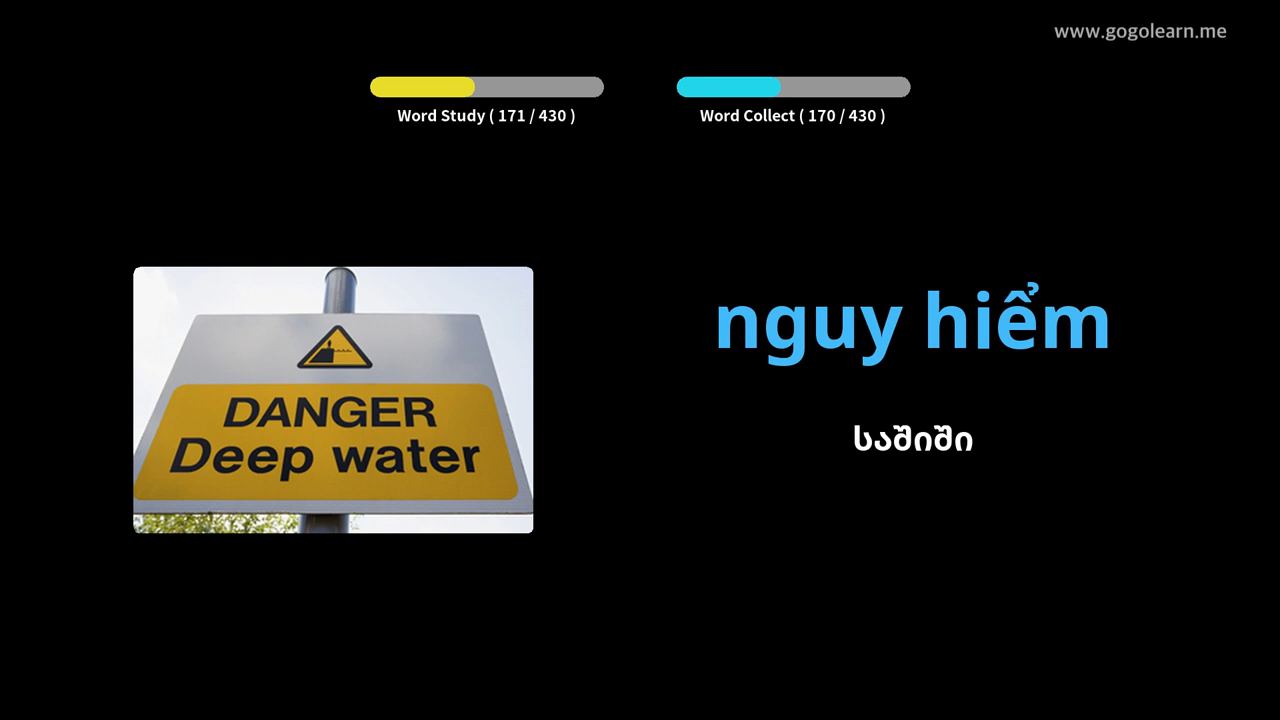 www.gogolearn.me
Word Study ( 171 / 430 )
Word Collect ( 170 / 430 )
DANGER
Deep water
nguy hiểm
საშიში